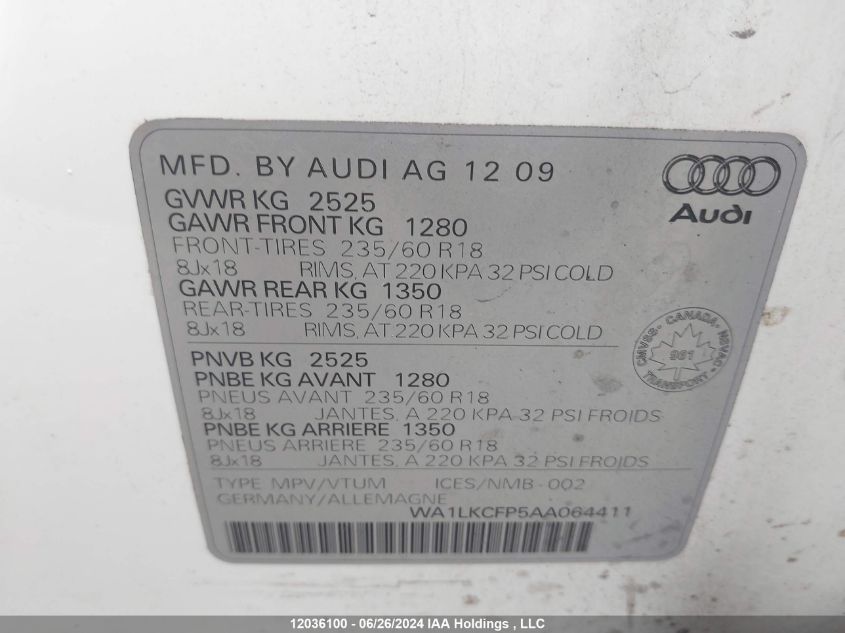 MFD. BY AUDI AG 12 09
Audi
GVWR KG 2525
GAWR FRONT KG 1280
FRONT-TIRES 235/60 R18
8Jx18 RIMS, AT 220 KPA 32 PSI COLD
GAWR REAR KG 1350
REAR-TIRES 235/60 R18
8Jx18 RIMS, AT 220 KPA 32 PSI COLD
CMVSS - CANADA - NSVAC
961
TRANSPORT
PNVB KG 2525
PNBE KG AVANT 1280
PNEUS AVANT 235/60 R18
8Jx18 JANTES, A 220 KPA 32 PSI FROIDS
PNBE KG ARRIERE 1350
PNEUS ARRIERE 235/60 R18
8Jx18 JANTES, A 220 KPA 32 PSI FROIDS
TYPE MPV/VTUM ICES/NMB - 002
GERMANY/ALLEMAGNE
WA1LKCFP5AA064411
12036100 - 06/26/2024 IAA Holdings , LLC